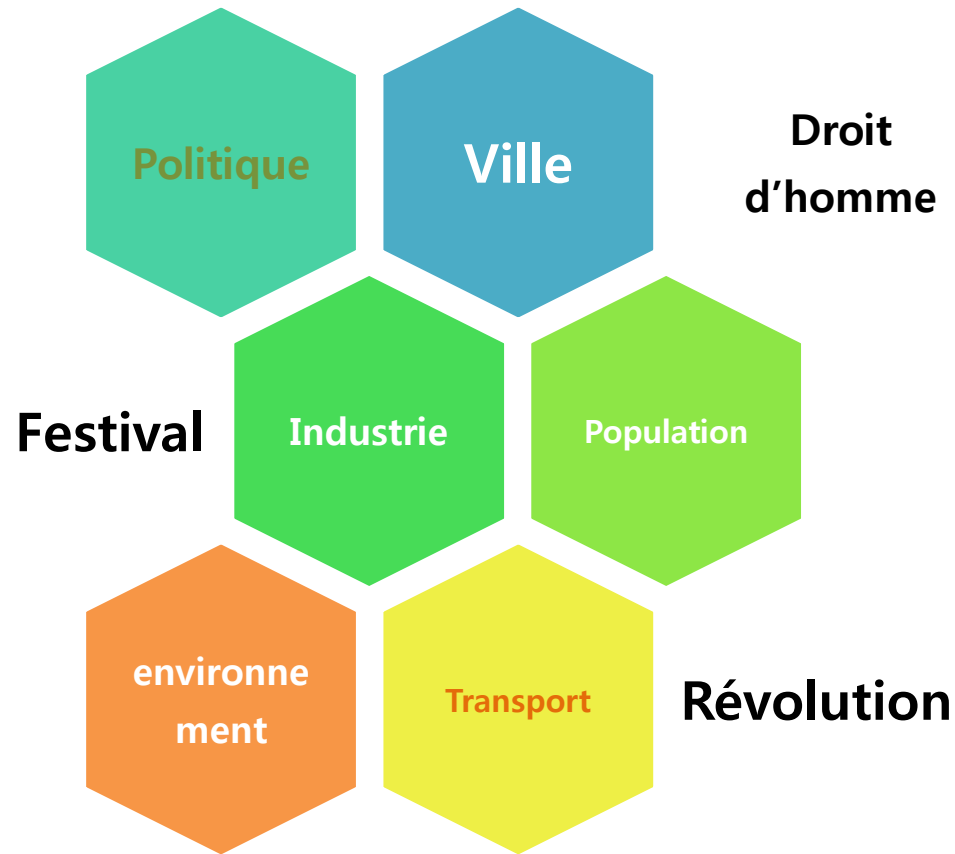 Politique
Ville
Droit
d’homme
Festival
Industrie
Population
environne
ment
Transport
Révolution